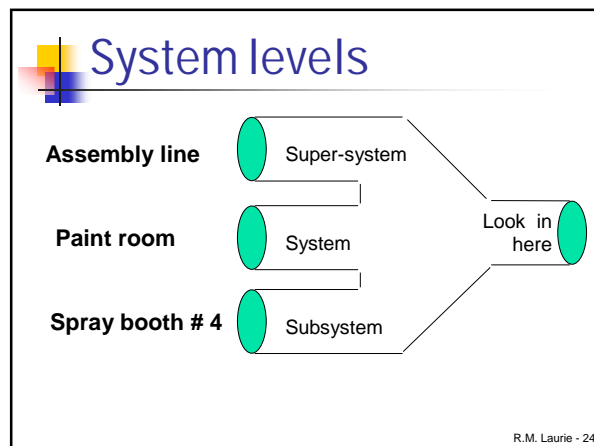 System levels
Assembly line
Super-system
Paint room
System
Look in
here
Spray booth # 4
Subsystem
R.M. Laurie - 24